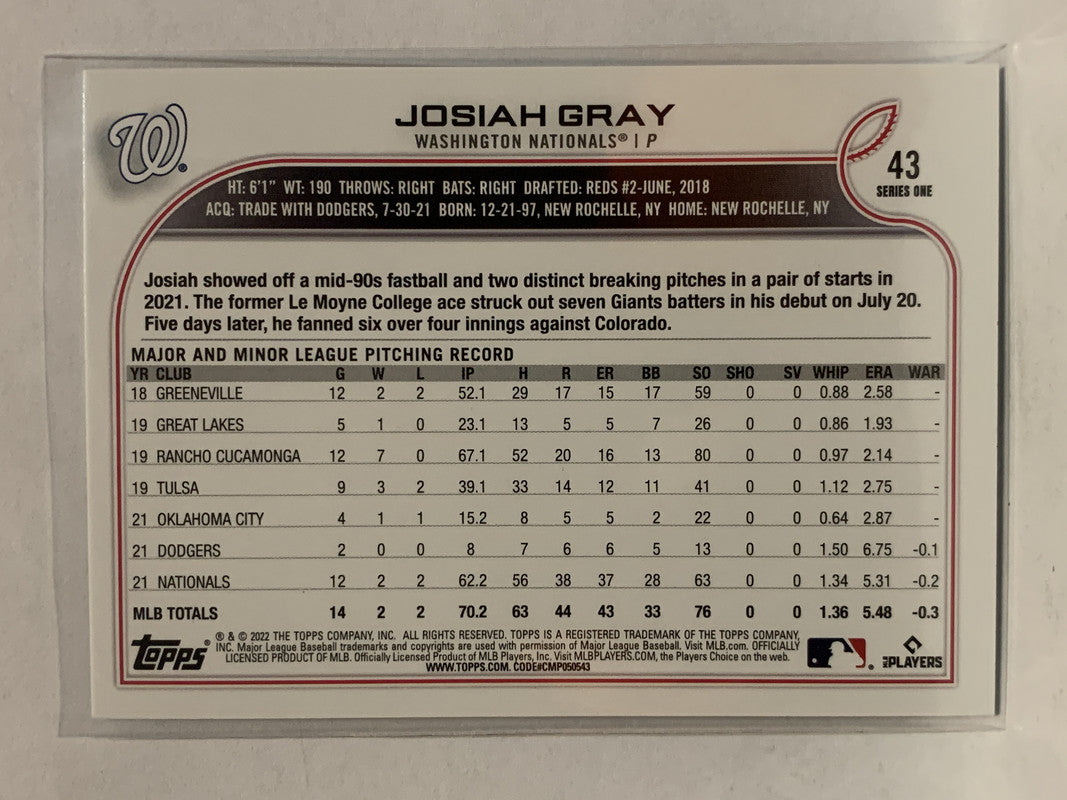 W
JOSIAH GRAY
WASHINGTON NATIONALS® | P
43
SERIES ONE
HT: 6'1" WT: 190 THROWS: RIGHT BATS: RIGHT DRAFTED: REDS #2-JUNE, 2018
ACQ: TRADE WITH DODGERS, 7-30-21 BORN: 12-21-97, NEW ROCHELLE, NY HOME: NEW ROCHELLE, NY
Josiah showed off a mid-90s fastball and two distinct breaking pitches in a pair of starts in
2021. The former Le Moyne College ace struck out seven Giants batters in his debut on July 20.
Five days later, he fanned six over four innings against Colorado.
MAJOR AND MINOR LEAGUE PITCHING RECORD
YR CLUB G W L IP H R ER BB SO SHO SV WHIP ERA WAR
18 GREENEVILLE 12 2 2 52.1 29 17 15 17 59 0 0 0.88 2.58 -
19 GREAT LAKES 5 1 0 23.1 13 5 5 7 26 0 0 0.86 1.93 -
19 RANCHO CUCAMONGA 12 7 0 67.1 52 20 16 13 80 0 0 0.97 2.14 -
19 TULSA 9 3 2 39.1 33 14 12 11 41 0 0 1.12 2.75 -
21 OKLAHOMA CITY 4 1 1 15.2 8 5 5 2 22 0 0 0.64 2.87 -
21 DODGERS 2 0 0 8 7 6 6 5 13 0 0 1.50 6.75 -0.1
21 NATIONALS 12 2 2 62.2 56 38 37 28 63 0 0 1.34 5.31 -0.2
MLB TOTALS 14 2 2 70.2 63 44 43 33 76 0 0 1.36 5.48 -0.3
Topps®
® & © 2022 THE TOPPS COMPANY, INC. ALL RIGHTS RESERVED. TOPPS IS A REGISTERED TRADEMARK OF THE TOPPS COMPANY,
INC. Major League Baseball trademarks and copyrights are used with permission of Major League Baseball. Visit MLB.com. OFFICIALLY
LICENSED PRODUCT OF MLB. Officially Licensed Product of MLB Players, Inc. Visit MLBPLAYERS.COM, the Players Choice on the web.
WWW.TOPPS.COM. CODE#CMP050543
MLB PLAYERS